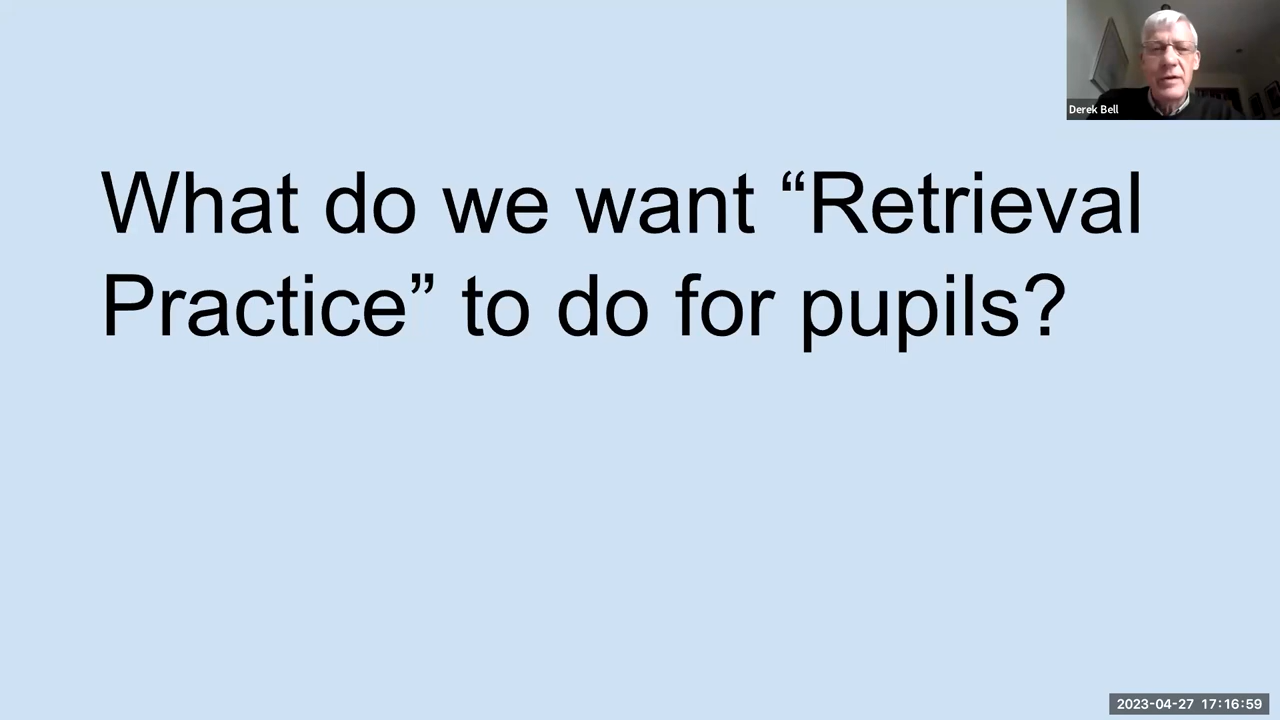 Derek Bell
What do we want “Retrieval
Practice” to do for pupils?
2023-04-27 17:16:59